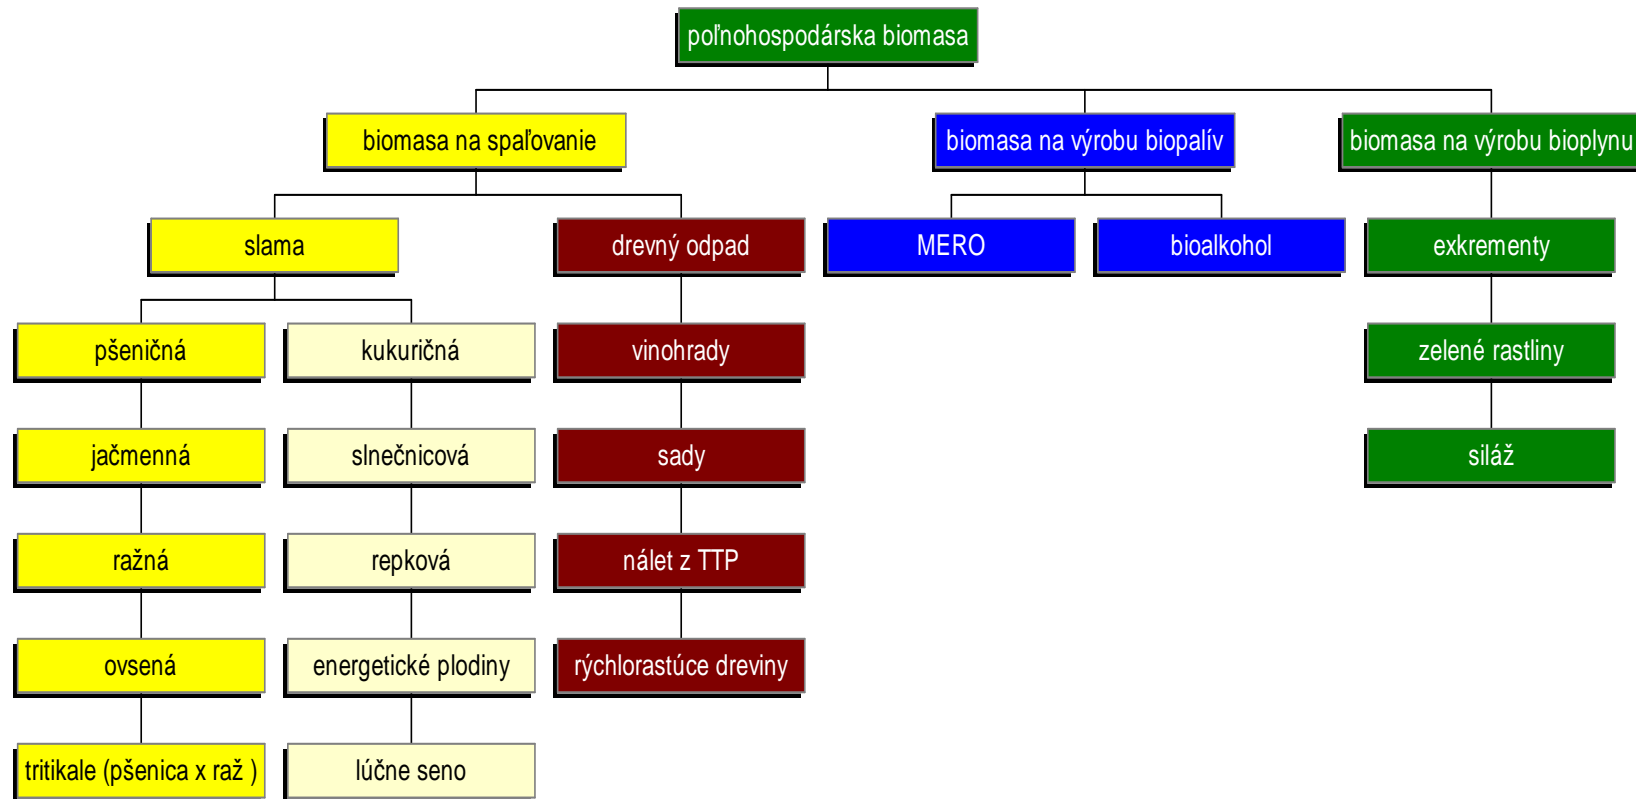 poľnohospodárska biomasa
biomasa na spaľovanie
biomasa na výrobu biopalív
biomasa na výrobu bioplynu
slama
drevný odpad
MERO
bioalkohol
exkrementy
pšeničná
kukuričná
vinohrady
zelené rastliny
jačmenná
slnečnicová
sady
siláž
ražná
repková
nálet z TTP
ovsená
energetické plodiny
rýchlorastúce dreviny
tritikale (pšenica x raž )
lúčne seno